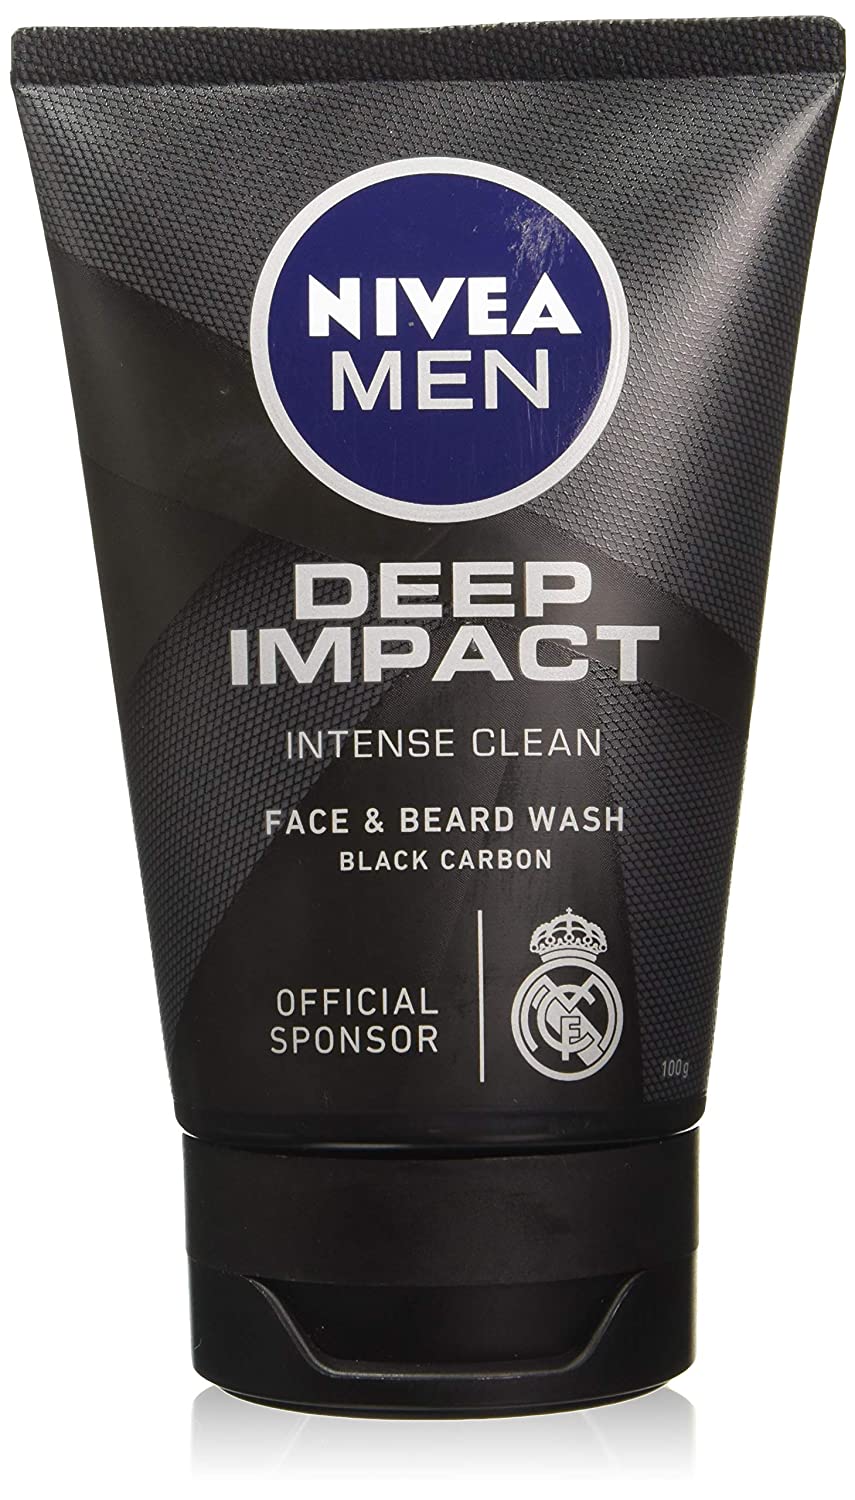 NIVEA
MEN
DEEP
IMPACT
INTENSE CLEAN
FACE & BEARD WASH
BLACK CARBON
OFFICIAL
SPONSOR
100g